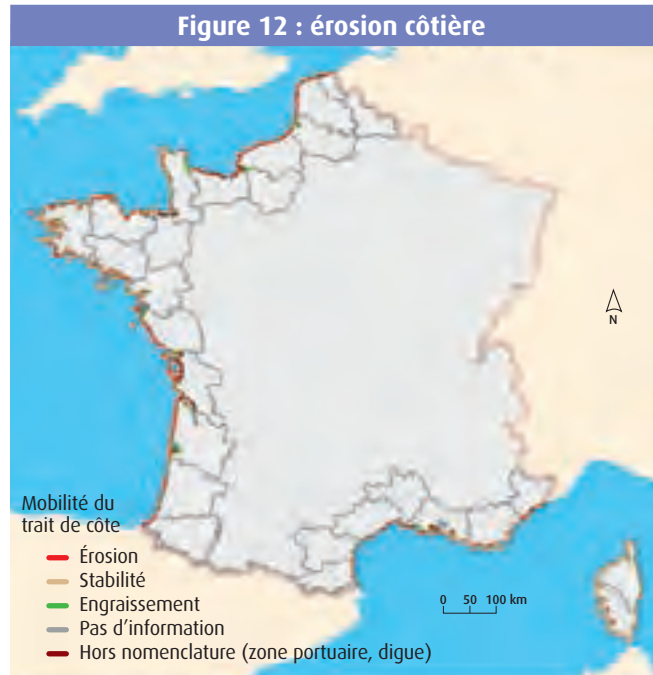 Figure 12 : érosion côtière
N
Mobilité du
trait de côte
Érosion
Stabilité
Engraissement
Pas d'information
Hors nomenclature (zone portuaire, digue)
0 50 100 km